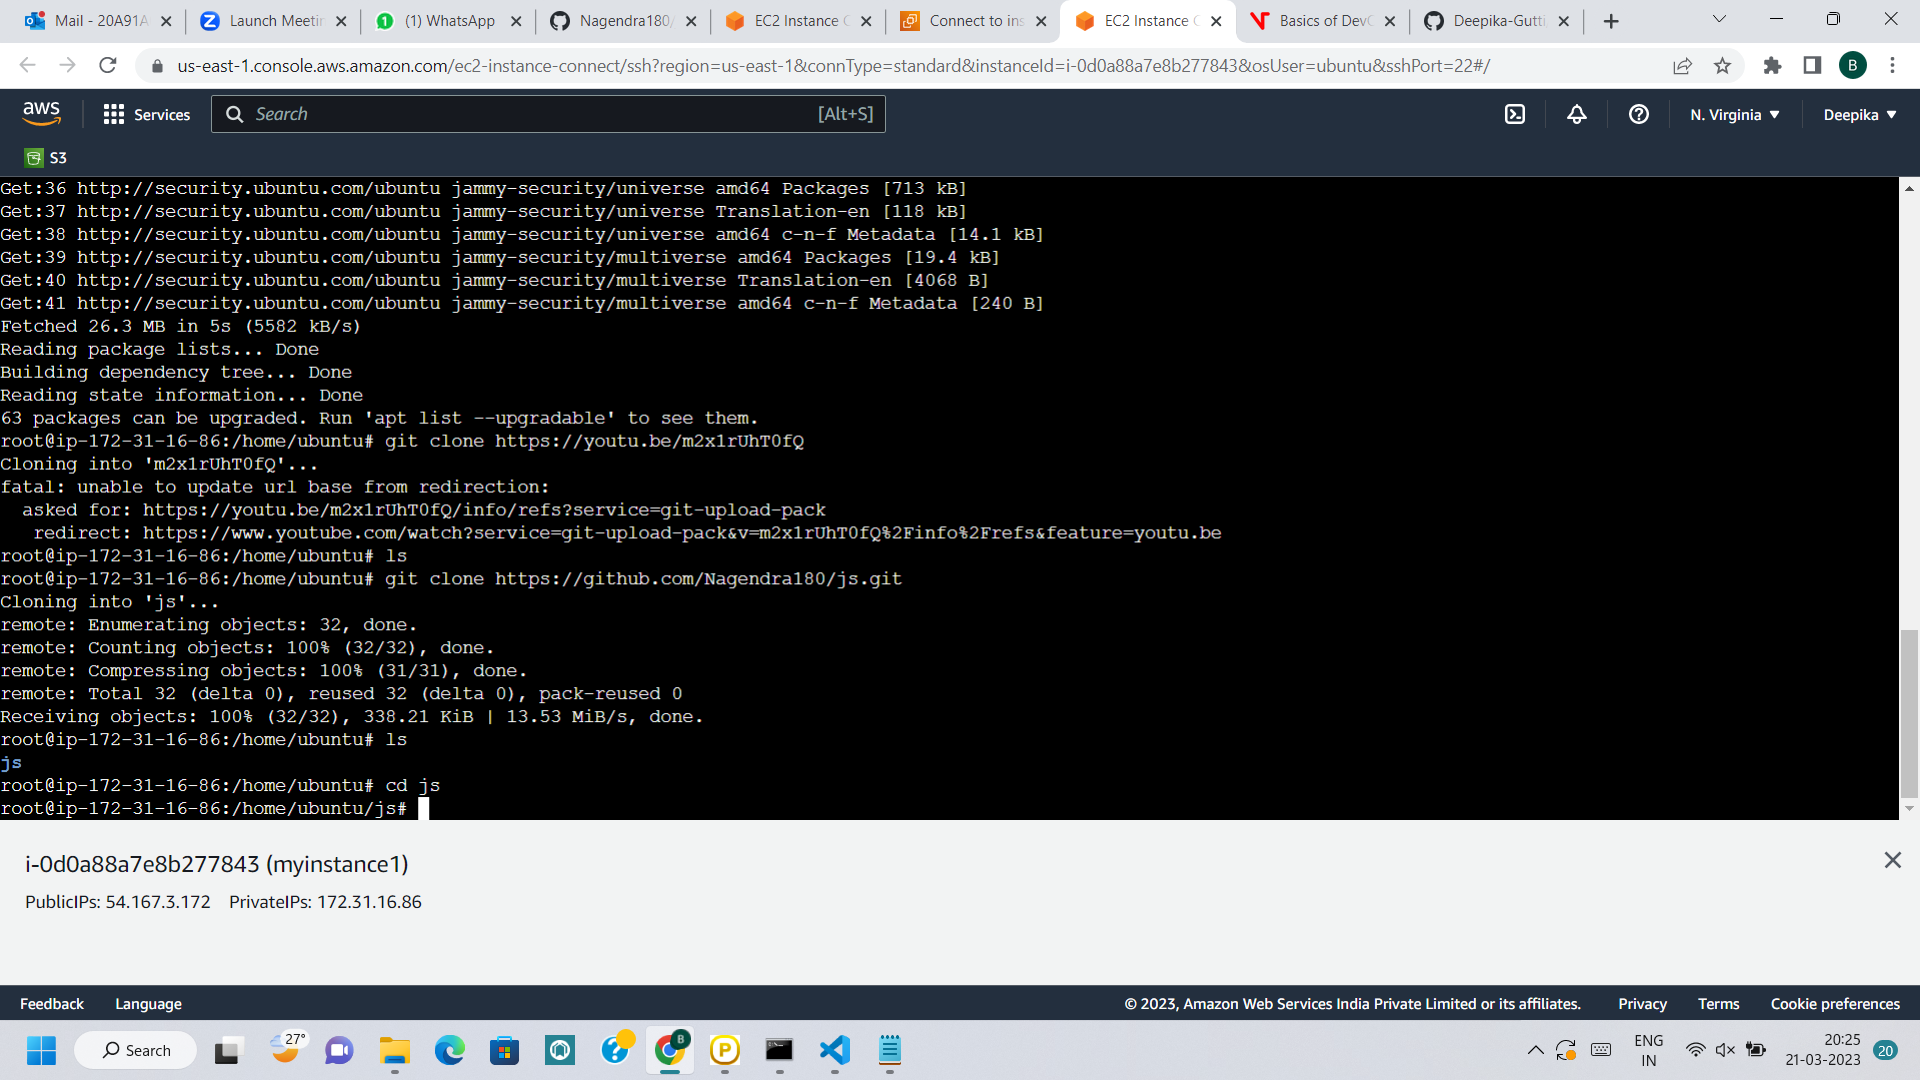 Mail - 20A91A
Launch Meetin
(1) WhatsApp
Nagendra180/
EC2 Instance C
Connect to ins
EC2 Instance C
Basics of DevO
Deepika-Gutti
us-east-1.console.aws.amazon.com/ec2-instance-connect/ssh?region=us-east-1&connType=standard&instanceId=i-0d0a88a7e8b277843&osUser=ubuntu&sshPort=22#/
B
aws
Services
Search
[Alt+S]
N. Virginia
Deepika
S3
Get:36 http://security.ubuntu.com/ubuntu jammy-security/universe amd64 Packages [713 kB]
Get:37 http://security.ubuntu.com/ubuntu jammy-security/universe Translation-en [118 kB]
Get:38 http://security.ubuntu.com/ubuntu jammy-security/universe amd64 c-n-f Metadata [14.1 kB]
Get:39 http://security.ubuntu.com/ubuntu jammy-security/multiverse amd64 Packages [19.4 kB]
Get:40 http://security.ubuntu.com/ubuntu jammy-security/multiverse Translation-en [4068 B]
Get:41 http://security.ubuntu.com/ubuntu jammy-security/multiverse amd64 c-n-f Metadata [240 B]
Fetched 26.3 MB in 5s (5582 kB/s)
Reading package lists... Done
Building dependency tree... Done
Reading state information... Done
63 packages can be upgraded. Run 'apt list --upgradable' to see them.
root@ip-172-31-16-86:/home/ubuntu# git clone https://youtu.be/m2x1rUhT0fQ
Cloning into 'm2x1rUhT0fQ'...
fatal: unable to update url base from redirection:
asked for: https://youtu.be/m2x1rUhT0fQ/info/refs?service=git-upload-pack
redirect: https://www.youtube.com/watch?service=git-upload-pack&v=m2x1rUhT0fQ%2Finfo%2Frefs&feature=youtu.be
root@ip-172-31-16-86:/home/ubuntu# ls
root@ip-172-31-16-86:/home/ubuntu# git clone https://github.com/Nagendra180/js.git
Cloning into 'js'...
remote: Enumerating objects: 32, done.
remote: Counting objects: 100% (32/32), done.
remote: Compressing objects: 100% (31/31), done.
remote: Total 32 (delta 0), reused 32 (delta 0), pack-reused 0
Receiving objects: 100% (32/32), 338.21 KiB | 13.53 MiB/s, done.
root@ip-172-31-16-86:/home/ubuntu# ls
js
root@ip-172-31-16-86:/home/ubuntu# cd js
root@ip-172-31-16-86:/home/ubuntu/js#
i-0d0a88a7e8b277843 (myinstance1)
PublicIPs: 54.167.3.172 PrivateIPs: 172.31.16.86
Feedback
Language
© 2023, Amazon Web Services India Private Limited or its affiliates.
Privacy
Terms
Cookie preferences
Search
27°
B
P
ENG
IN
20:25
21-03-2023
20